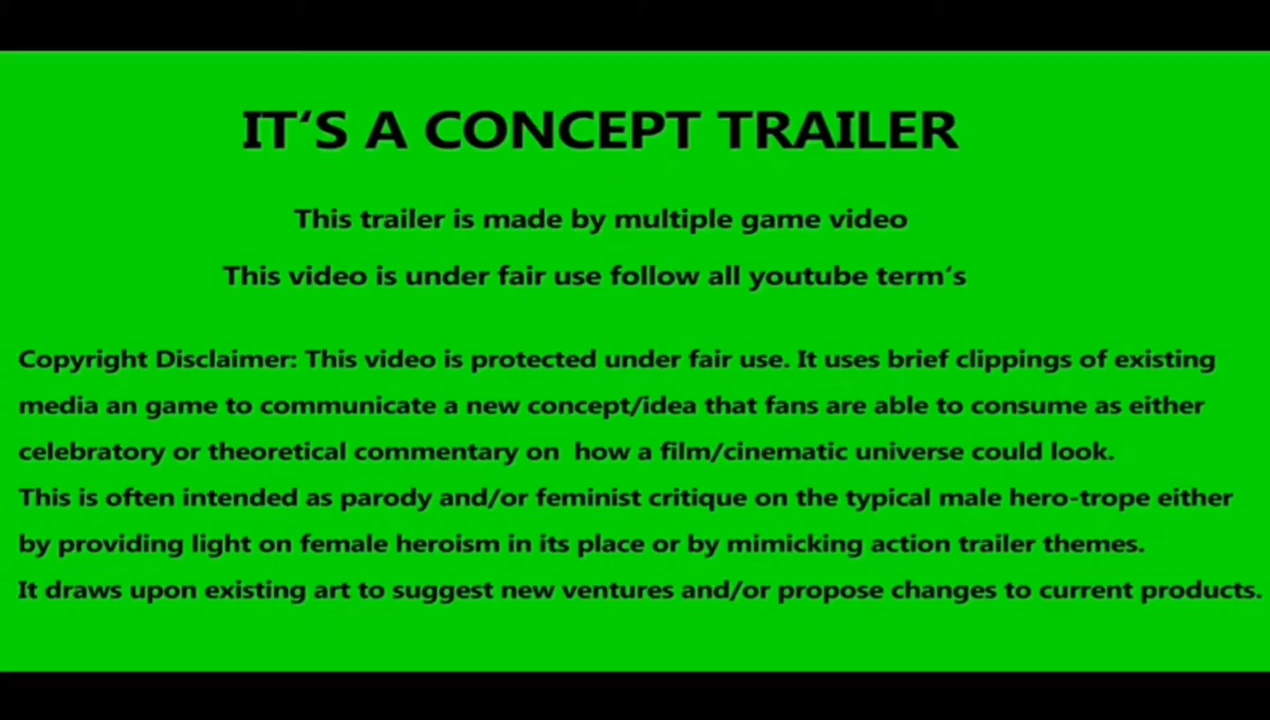 IT‘S A CONCEPT TRAILER
This trailer is made by multiple game video
This video is under fair use follow all youtube term‘s
Copyright Disclaimer: This video is protected under fair use. It uses brief clippings of existing
media an game to communicate a new concept/idea that fans are able to consume as either
celebratory or theoretical commentary on how a film/cinematic universe could look.
This is often intended as parody and/or feminist critique on the typical male hero-trope either
by providing light on female heroism in its place or by mimicking action trailer themes.
It draws upon existing art to suggest new ventures and/or propose changes to current products.